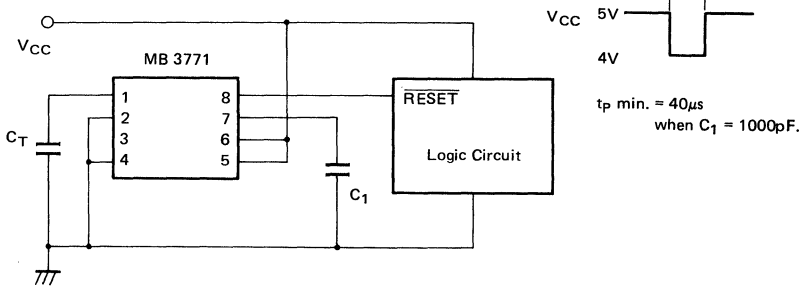 VCC
MB 3771
1 8
2 7
3 6
4 5
CT
C1
RESET
Logic Circuit
VCC 5V
4V
tP min. = 40μs
when C1 = 1000pF.